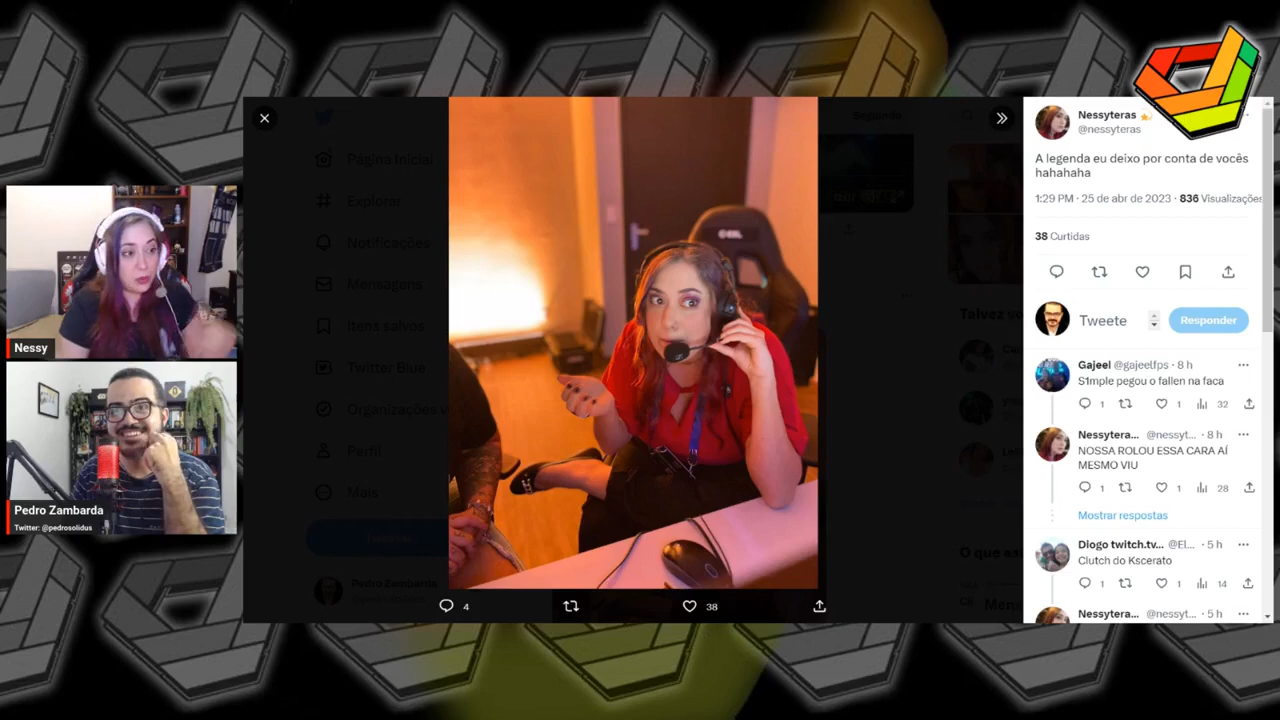 Nessy
Pedro Zambarda
Twitter: @pedrosolidus
Página Inicial
Explorar
Notificações
Mensagens
Itens salvos
Twitter Blue
Organizações
Perfil
Mais
Pedro Zambarda
Seguindo
Talvez
O que
4
38
Nessyteras
@nessyteras
A legenda eu deixo por conta de vocês
hahahaha
1:29 PM · 25 de abr de 2023 · 836 Visualizações
38 Curtidas
Tweete
Responder
Gajeel @gajeelfps · 8 h
S1mple pegou o fallen na faca
1 1 32
Nessytera... @nessyt... · 8 h
NOSSA ROLOU ESSA CARA AÍ
MESMO VIU
1 1 28
Mostrar respostas
Diogo twitch.tv... @El... · 5 h
Clutch do Kscerato
1 1 14
Nessytera... @nessyt... · 5 h